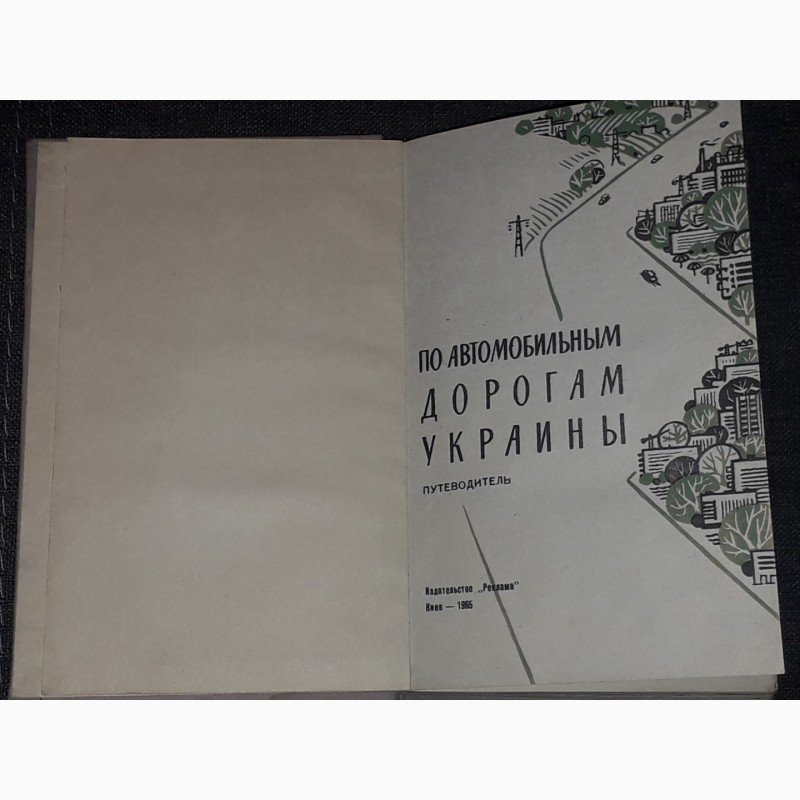 ПО АВТОМОБИЛЬНЫМ
ДОРОГАМ
УКРАИНЫ
ПУТЕВОДИТЕЛЬ
Издательство „Реклама"
Киев — 1965